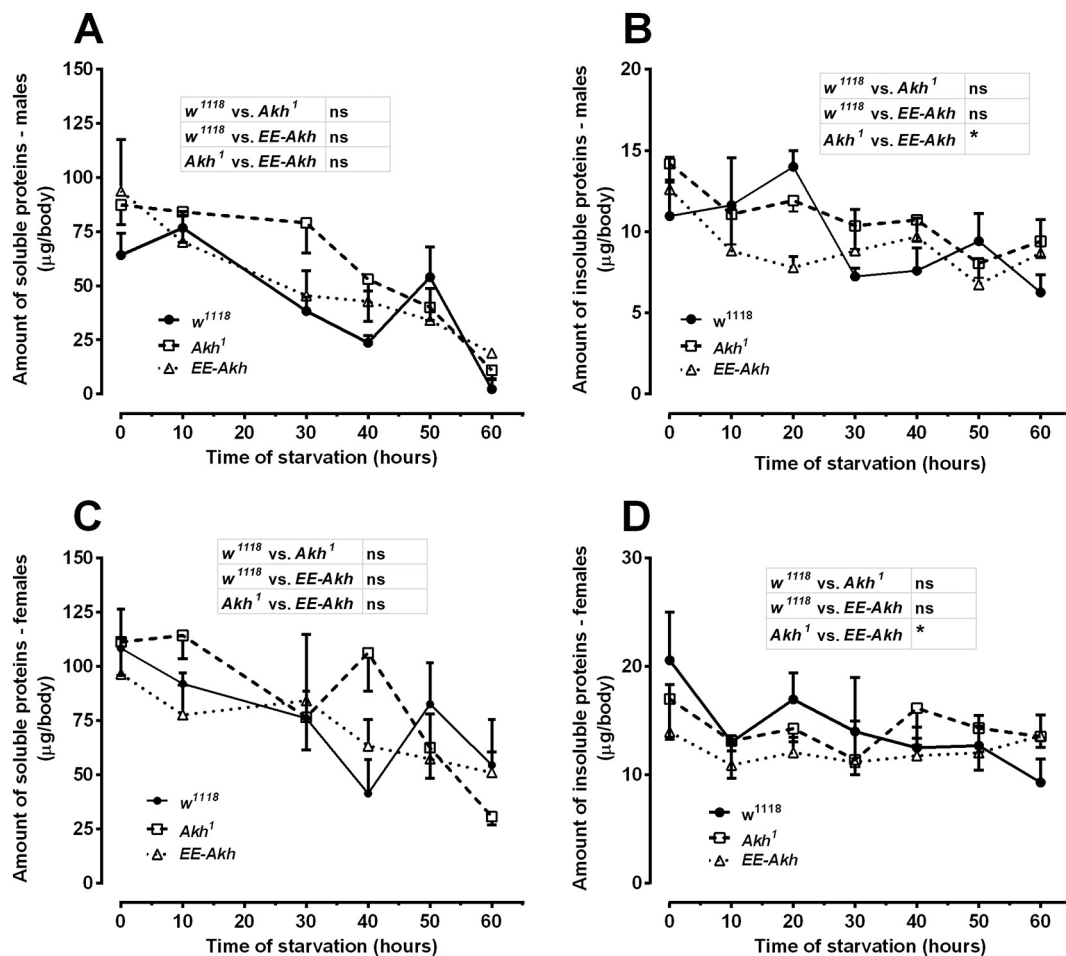 A
Amount of soluble proteins - males
(μg/body)
150
125
100
75
50
25
0
w¹¹¹⁸ vs. Akh¹ ns
w¹¹¹⁸ vs. EE-Akh ns
Akh¹ vs. EE-Akh ns
w¹¹¹⁸
Akh¹
EE-Akh
0 10 20 30 40 50 60
Time of starvation (hours)
B
Amount of insoluble proteins - males
(μg/body)
20
15
10
5
0
w¹¹¹⁸ vs. Akh¹ ns
w¹¹¹⁸ vs. EE-Akh ns
Akh¹ vs. EE-Akh *
w¹¹¹⁸
Akh¹
EE-Akh
0 10 20 30 40 50 60
Time of starvation (hours)
C
Amount of soluble proteins - females
(μg/body)
150
125
100
75
50
25
0
w¹¹¹⁸ vs. Akh¹ ns
w¹¹¹⁸ vs. EE-Akh ns
Akh¹ vs. EE-Akh ns
w¹¹¹⁸
Akh¹
EE-Akh
0 10 20 30 40 50 60
Time of starvation (hours)
D
Amount of insoluble proteins - females
(μg/body)
30
20
10
0
w¹¹¹⁸ vs. Akh¹ ns
w¹¹¹⁸ vs. EE-Akh ns
Akh¹ vs. EE-Akh *
w¹¹¹⁸
Akh¹
EE-Akh
0 10 20 30 40 50 60
Time of starvation (hours)